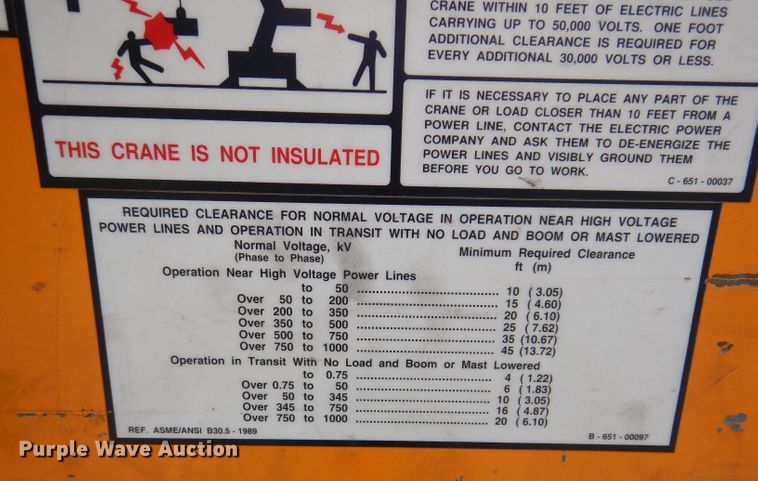 CRANE WITHIN 10 FEET OF ELECTRIC LINES
CARRYING UP TO 50,000 VOLTS. ONE FOOT
ADDITIONAL CLEARANCE IS REQUIRED FOR
EVERY ADDITIONAL 30,000 VOLTS OR LESS.
IF IT IS NECESSARY TO PLACE ANY PART OF THE
CRANE OR LOAD CLOSER THAN 10 FEET FROM A
POWER LINE, CONTACT THE ELECTRIC POWER
COMPANY AND ASK THEM TO DE-ENERGIZE THE
POWER LINES AND VISIBLY GROUND THEM
BEFORE YOU GO TO WORK.
C - 651 - 00037
THIS CRANE IS NOT INSULATED
REQUIRED CLEARANCE FOR NORMAL VOLTAGE IN OPERATION NEAR HIGH VOLTAGE
POWER LINES AND OPERATION IN TRANSIT WITH NO LOAD AND BOOM OR MAST LOWERED
Normal Voltage, kV Minimum Required Clearance
(Phase to Phase) ft (m)
Operation Near High Voltage Power Lines
to 50 ........ 10 ( 3.05)
Over 50 to 200 ........ 15 ( 4.60)
Over 200 to 350 ........ 20 ( 6.10)
Over 350 to 500 ........ 25 ( 7.62)
Over 500 to 750 ........ 35 (10.67)
Over 750 to 1000 ........ 45 (13.72)
Operation in Transit With No Load and Boom or Mast Lowered
to 0.75 ........ 4 ( 1.22)
Over 0.75 to 50 ........ 6 ( 1.83)
Over 50 to 345 ........ 10 ( 3.05)
Over 345 to 750 ........ 16 ( 4.87)
Over 750 to 1000 ........ 20 ( 6.10)
REF. ASME/ANSI B30.5 - 1989 B - 651 - 00097
Purple Wave Auction